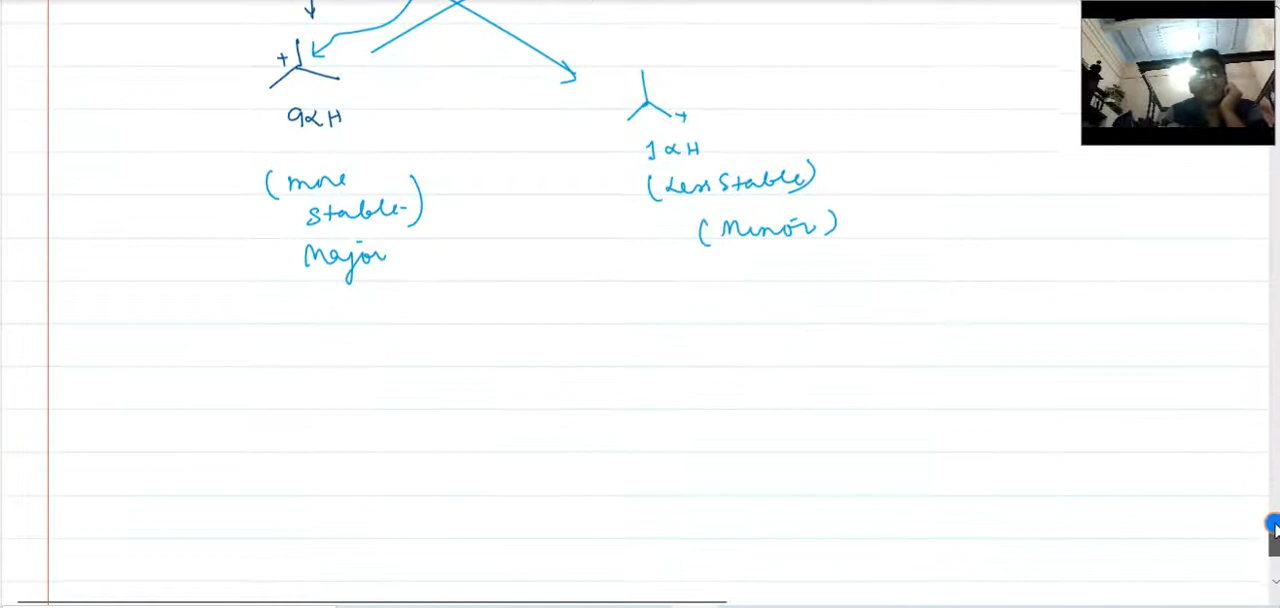 +
9αH
+
1αH
(more
stable-)
Major
(Less Stable)
(Minor)